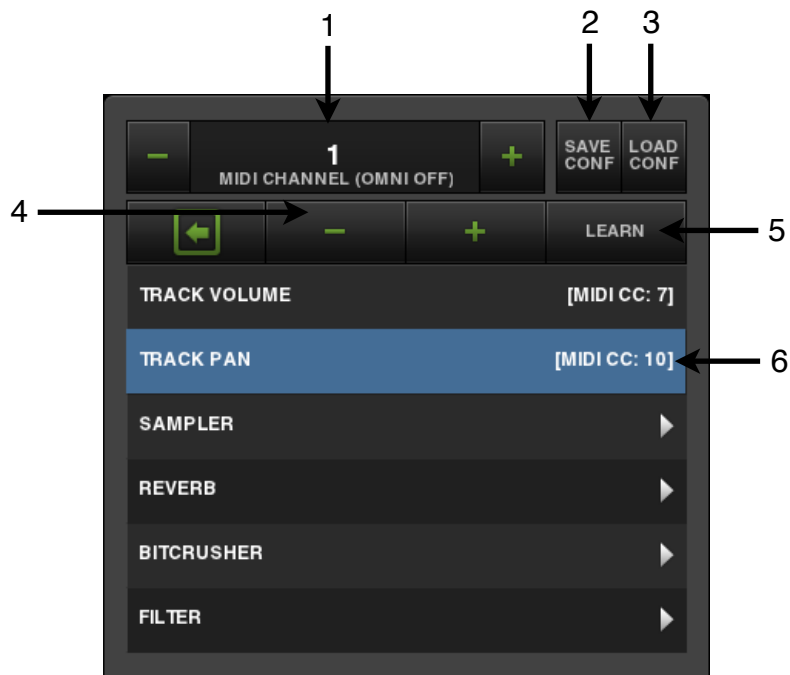 1
2
3
1
MIDI CHANNEL (OMNI OFF)
SAVE
CONF
LOAD
CONF
4
LEARN
5
TRACK VOLUME [MIDI CC: 7]
TRACK PAN [MIDI CC: 10]
6
SAMPLER
REVERB
BITCRUSHER
FILTER